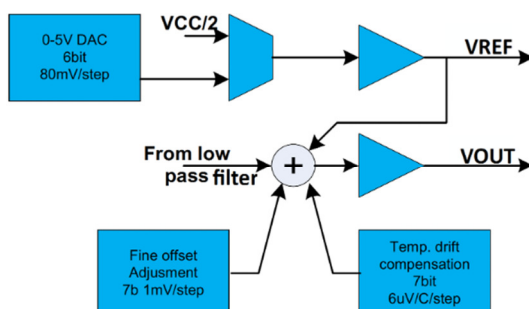 0-5V DAC
6bit
80mV/step
VCC/2
VREF
From low
pass filter
VOUT
+
Fine offset
Adjusment
7b 1mV/step
Temp. drift
compensation
7bit
6uV/C/step